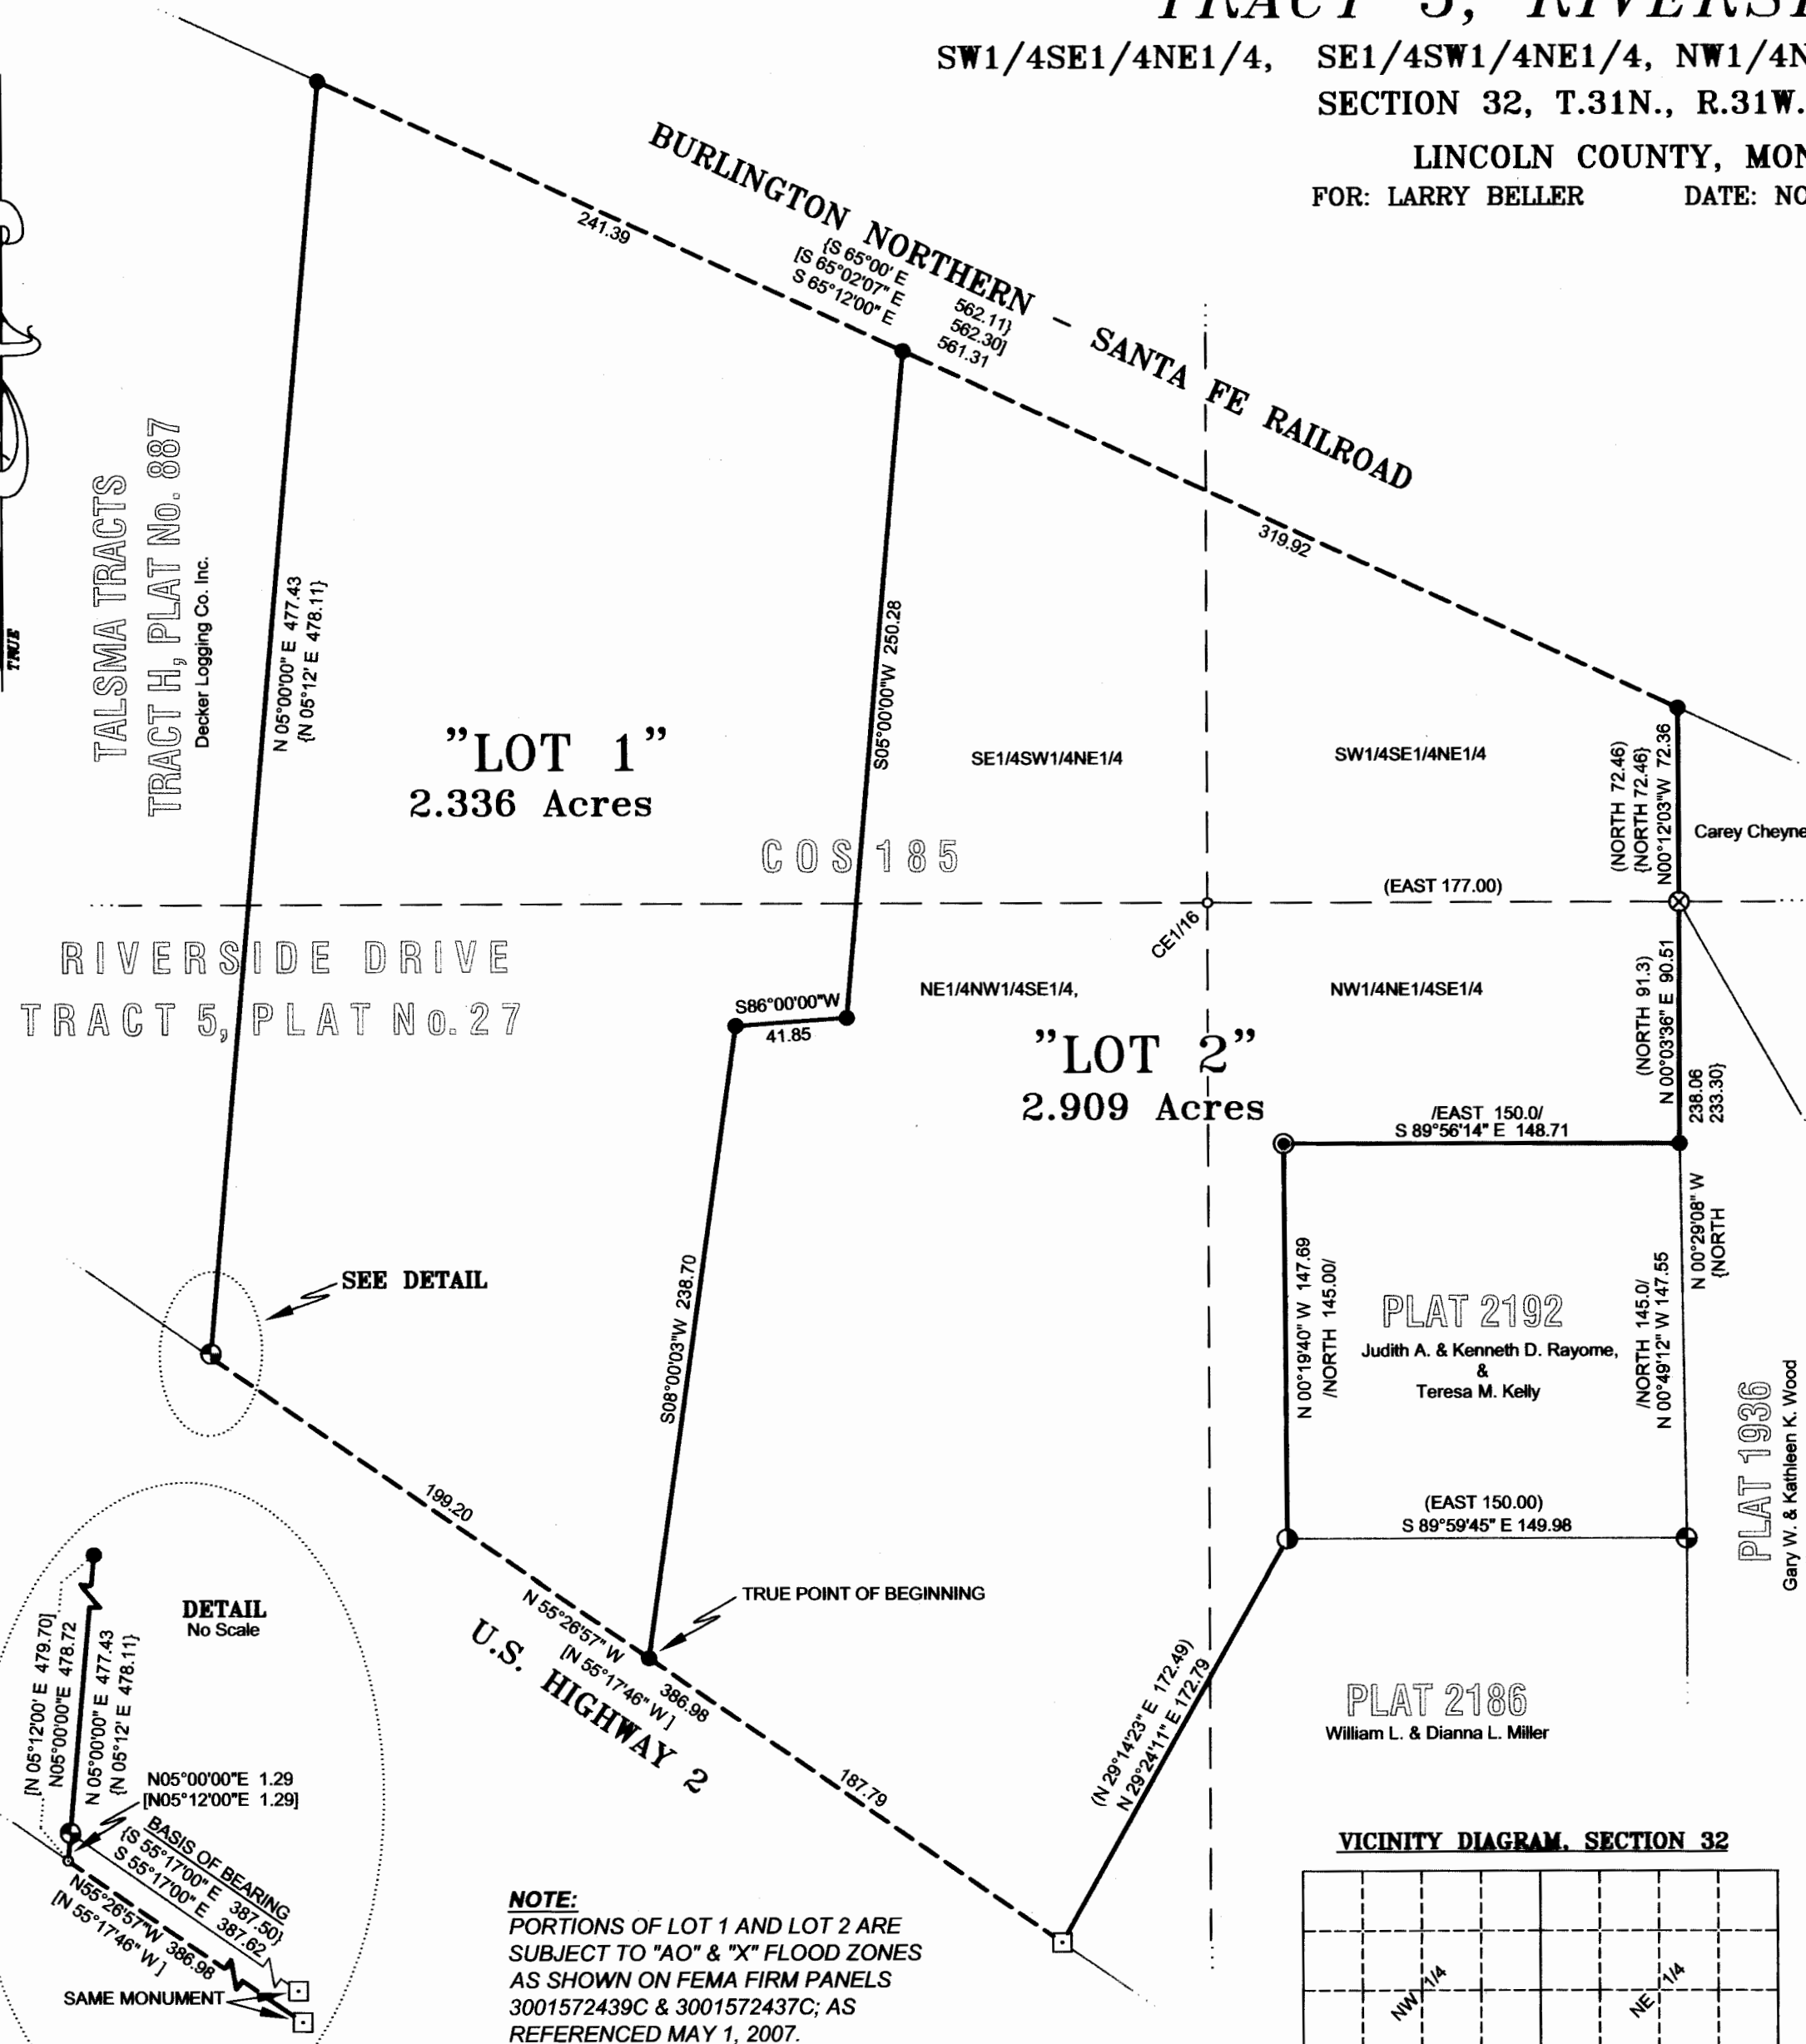 SW1/4SE1/4NE1/4, SE1/4SW1/4NE1/4,
SECTION 32, T.31N., R.31W.
LINCOLN COUNTY,
FOR: LARRY BELLER DATE:
BURLINGTON NORTHERN - SANTA FE RAILROAD
241.39
{S 65°00' E 562.11}
[S 65°02'07" E 562.30]
S 65°12'00" E 561.31
319.92
TRUE
TALSMA TRACTS
TRACT H, PLAT No. 887
Decker Logging Co. Inc.
N 05°00'00" E 477.43
{N 05°12' E 478.11}
S05°00'00"W 250.28
"LOT 1"
2.336 Acres
SE1/4SW1/4NE1/4
SW1/4SE1/4NE1/4
(NORTH 72.46)
{NORTH 72.46}
N00°12'03"W 72.36
Carey Cheyne
COS 185
(EAST 177.00)
CE1/16
RIVERSIDE DRIVE
TRACT 5, PLAT No. 27
S86°00'00"W
41.85
NE1/4NW1/4SE1/4,
NW1/4NE1/4SE1/4
(NORTH 91.3)
N 00°03'36" E 90.51
"LOT 2"
2.909 Acres
238.06
233.30}
/EAST 150.0/
S 89°56'14" E 148.71
N 00°29'08" W
{NORTH
SEE DETAIL
S08°00'03"W 238.70
N 00°19'40" W 147.69
/NORTH 145.00/
PLAT 2192
Judith A. & Kenneth D. Rayome,
&
Teresa M. Kelly
/NORTH 145.0/
N 00°49'12" W 147.55
PLAT 1936
Gary W. & Kathleen K. Wood
199.20
(EAST 150.00)
S 89°59'45" E 149.98
TRUE POINT OF BEGINNING
N 55°26'57" W 386.98
[N 55°17'46" W ]
U.S. HIGHWAY 2
187.79
(N 29°14'23" E 172.49)
N 29°24'11" E 172.79
PLAT 2186
William L. & Dianna L. Miller
DETAIL
No Scale
[N 05°12'00' E 479.70]
N05°00'00"E 478.72
N 05°00'00" E 477.43
{N 05°12' E 478.11}
N05°00'00"E 1.29
[N05°12'00"E 1.29]
BASIS OF BEARING
{S 55°17'00" E 387.50}
S 55°17'00" E 387.62
N55°26'57"W 386.98
[N 55°17'46" W ]
SAME MONUMENT
NOTE:
PORTIONS OF LOT 1 AND LOT 2 ARE
SUBJECT TO "AO" & "X" FLOOD ZONES
AS SHOWN ON FEMA FIRM PANELS
3001572439C & 3001572437C; AS
REFERENCED MAY 1, 2007.
VICINITY DIAGRAM, SECTION 32
NW 1/4
NE 1/4